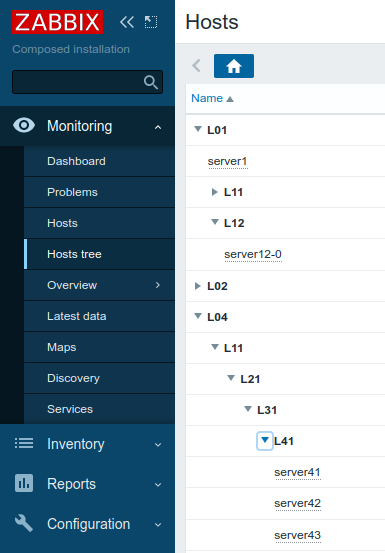 ZABBIX
Composed installation
Monitoring
Dashboard
Problems
Hosts
Hosts tree
Overview
Latest data
Maps
Discovery
Services
Inventory
Reports
Configuration
Hosts
Name
L01
server1
L11
L12
server12-0
L02
L04
L11
L21
L31
L41
server41
server42
server43